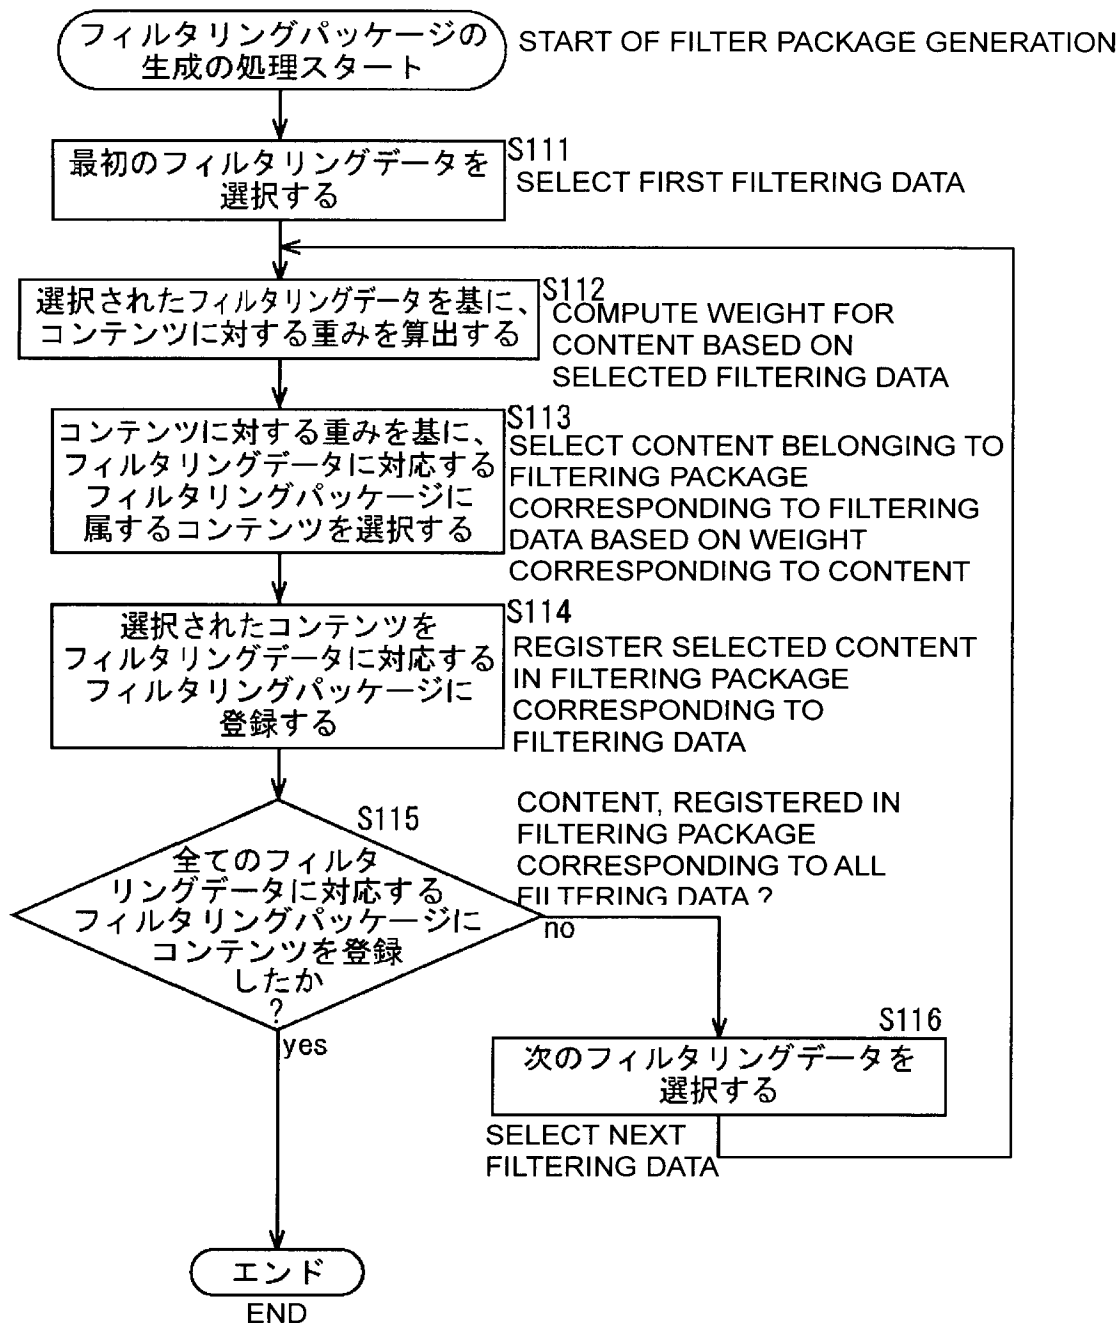 フィルタリングパッケージの
生成の処理スタート
START OF FILTER PACKAGE GENERATION
S111
最初のフィルタリングデータを
選択する
SELECT FIRST FILTERING DATA
S112
選択されたフィルタリングデータを基に、
コンテンツに対する重みを算出する
COMPUTE WEIGHT FOR
CONTENT BASED ON
SELECTED FILTERING DATA
S113
コンテンツに対する重みを基に、
フィルタリングデータに対応する
フィルタリングパッケージに
属するコンテンツを選択する
SELECT CONTENT BELONGING TO
FILTERING PACKAGE
CORRESPONDING TO FILTERING
DATA BASED ON WEIGHT
CORRESPONDING TO CONTENT
S114
選択されたコンテンツを
フィルタリングデータに対応する
フィルタリングパッケージに
登録する
REGISTER SELECTED CONTENT
IN FILTERING PACKAGE
CORRESPONDING TO
FILTERING DATA
S115
全てのフィルタ
リングデータに対応する
フィルタリングパッケージに
コンテンツを登録
したか
?
CONTENT, REGISTERED IN
FILTERING PACKAGE
CORRESPONDING TO ALL
FILTERING DATA ?
no
yes
S116
次のフィルタリングデータを
選択する
SELECT NEXT
FILTERING DATA
エンド
END